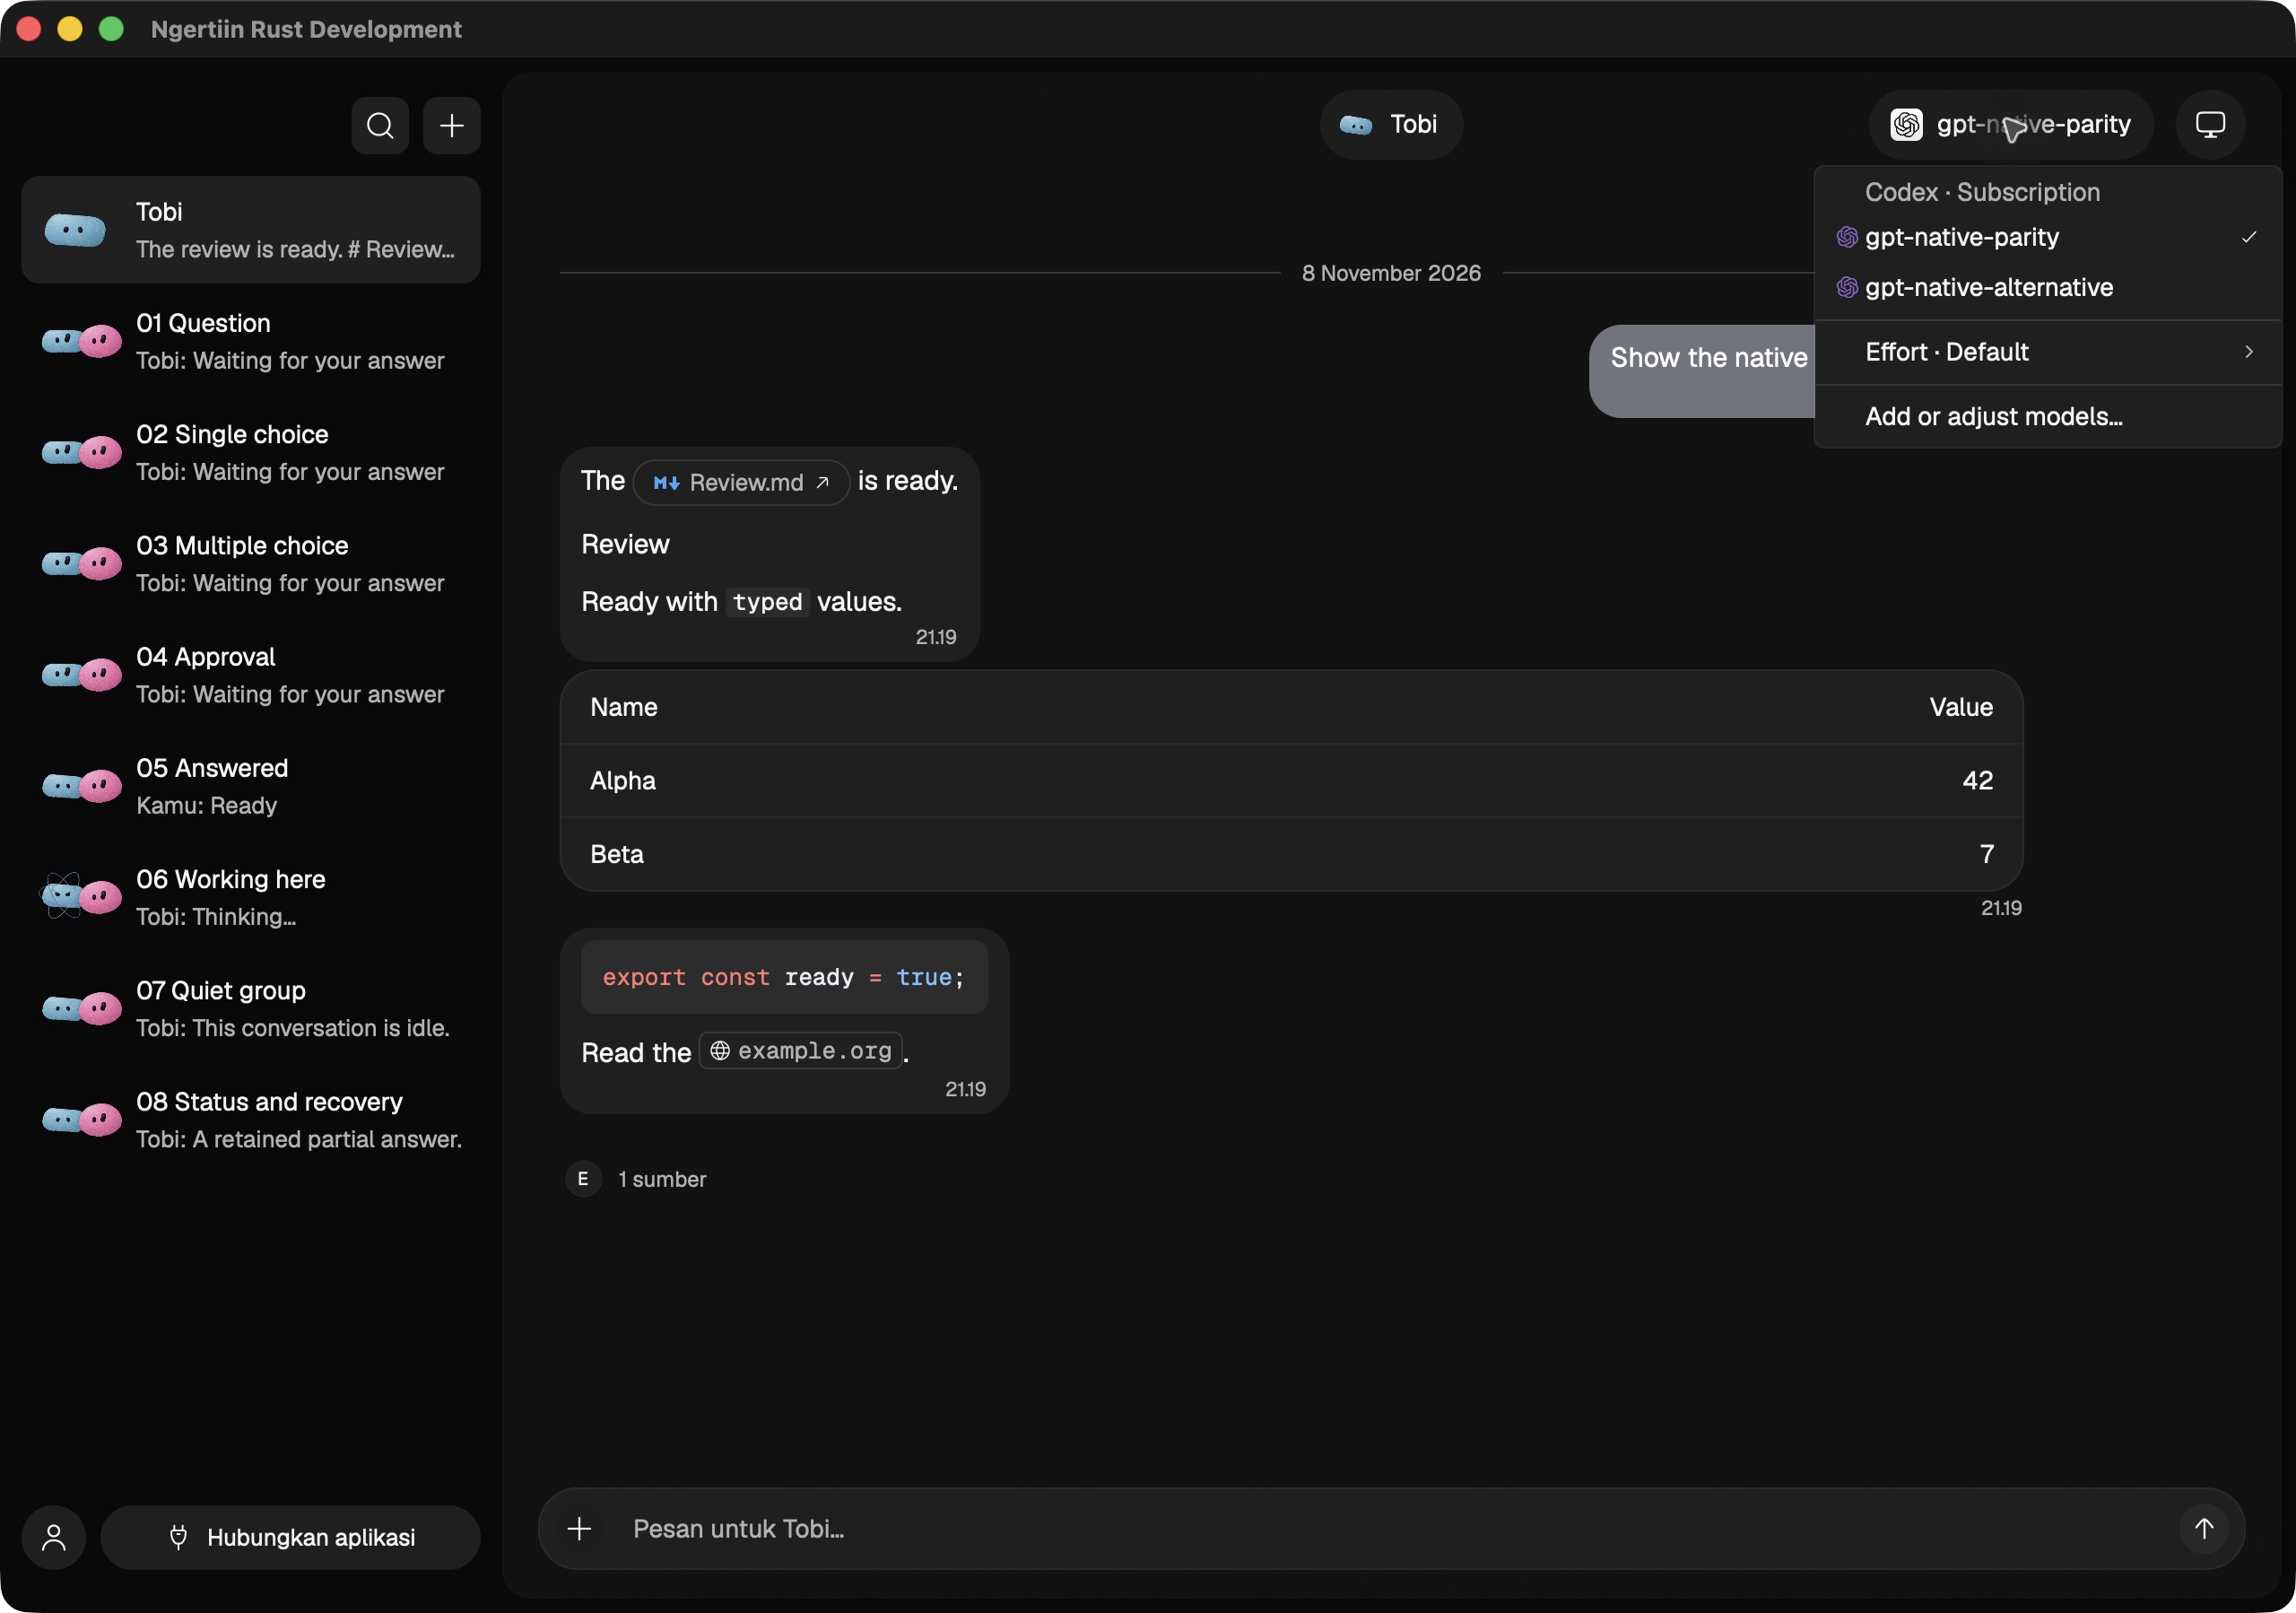 Ngertiin Rust Development
Tobi
The review is ready. # Review...
01 Question
Tobi: Waiting for your answer
02 Single choice
Tobi: Waiting for your answer
03 Multiple choice
Tobi: Waiting for your answer
04 Approval
Tobi: Waiting for your answer
05 Answered
Kamu: Ready
06 Working here
Tobi: Thinking...
07 Quiet group
Tobi: This conversation is idle.
08 Status and recovery
Tobi: A retained partial answer.
Hubungkan aplikasi
Tobi
gpt-native-parity
Codex · Subscription
gpt-native-parity
gpt-native-alternative
Effort · Default
Add or adjust models...
8 November 2026
Show the native
The Review.md is ready.
Review
Ready with typed values.
21.19
Name Value
Alpha 42
Beta 7
21.19
export const ready = true;
Read the example.org.
21.19
E 1 sumber
Pesan untuk Tobi...